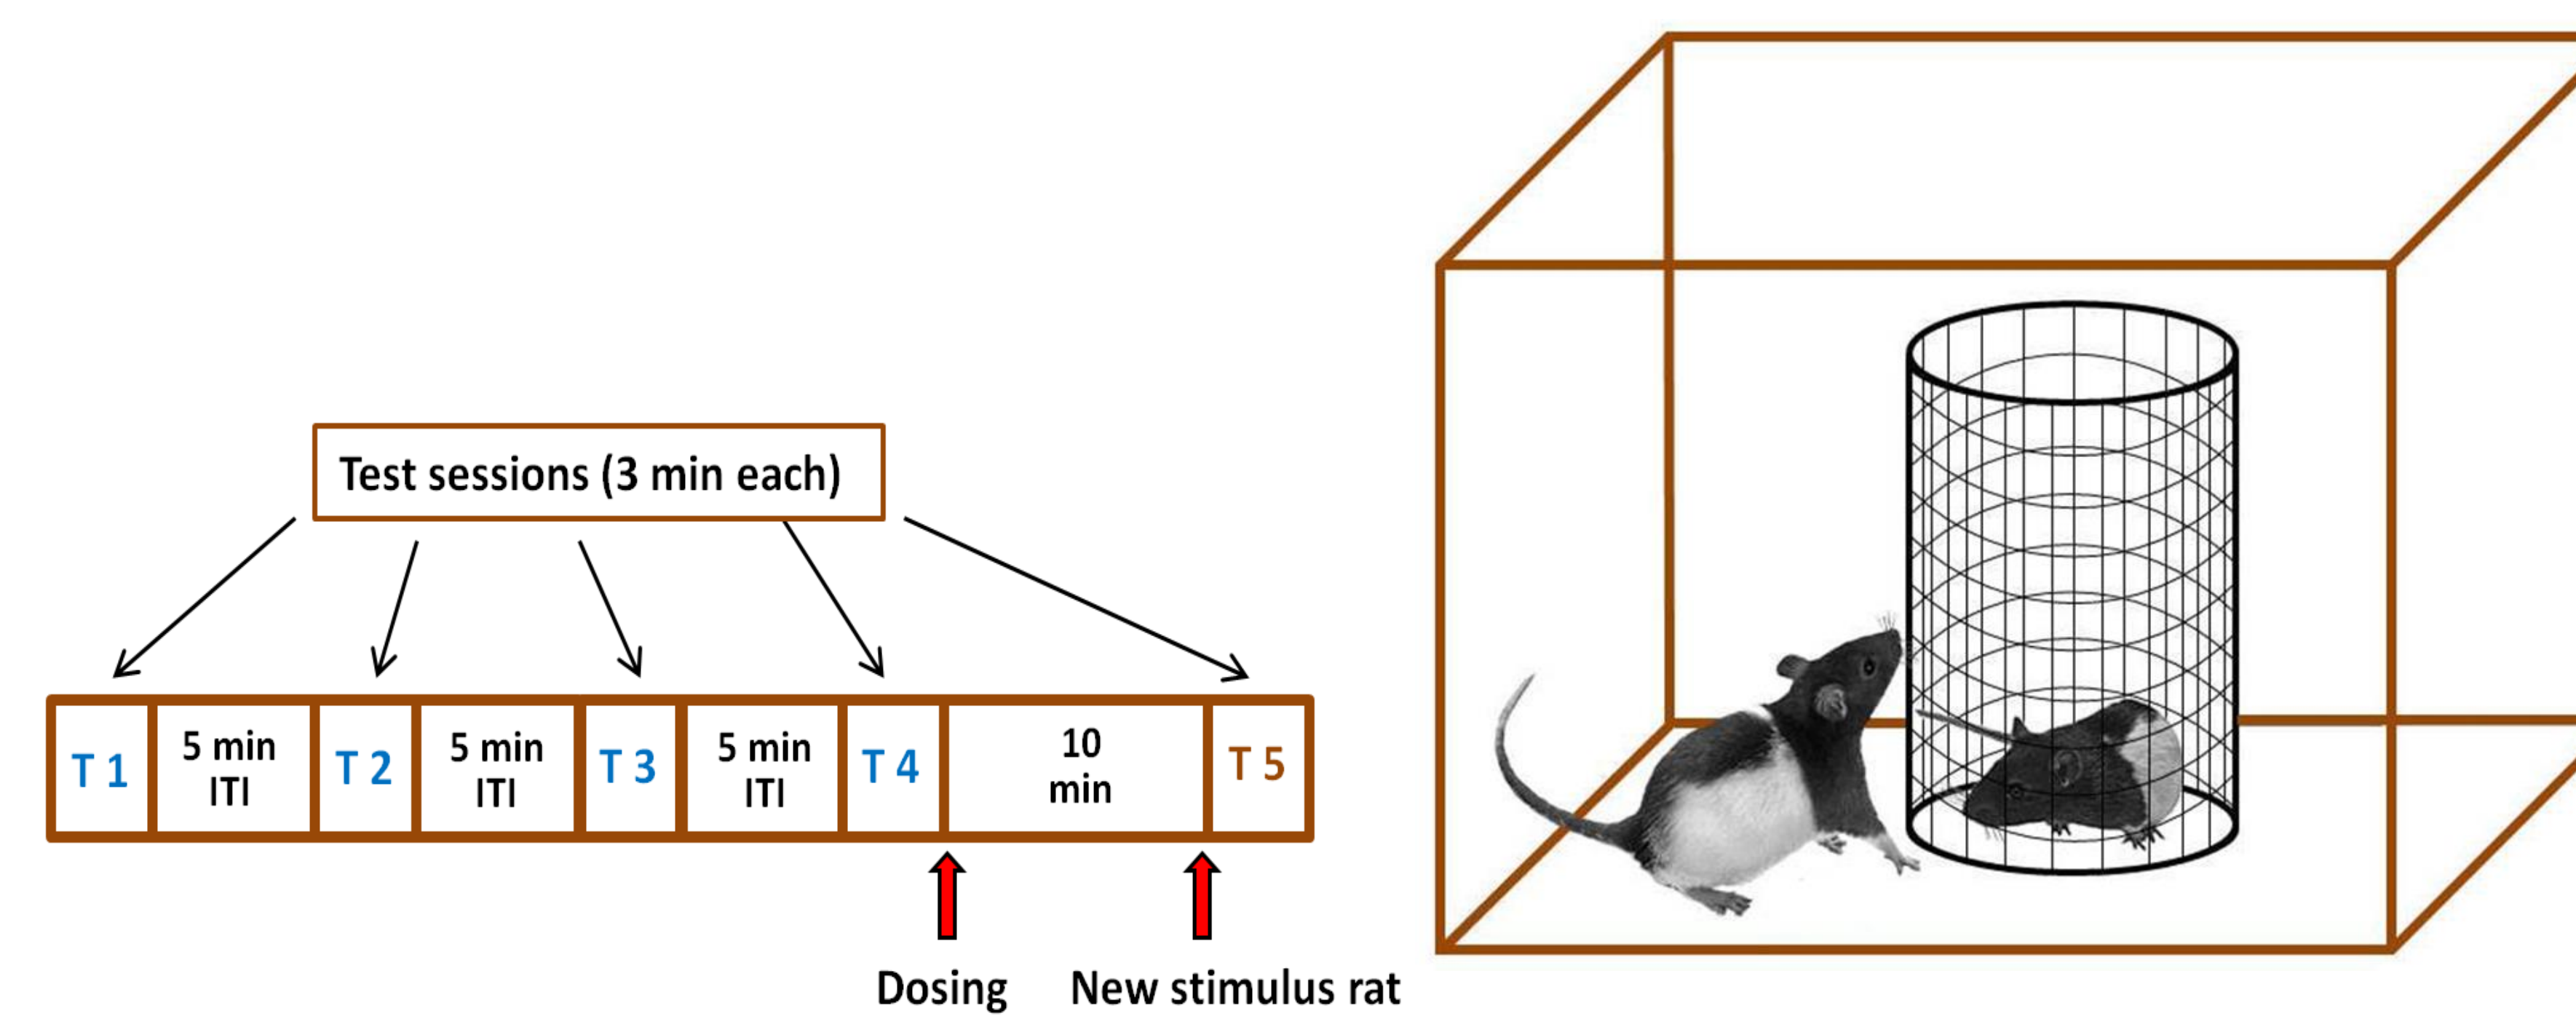 Test sessions (3 min each)
T 1
5 min
ITI
T 2
5 min
ITI
T 3
5 min
ITI
T 4
10
min
T 5
Dosing
New stimulus rat